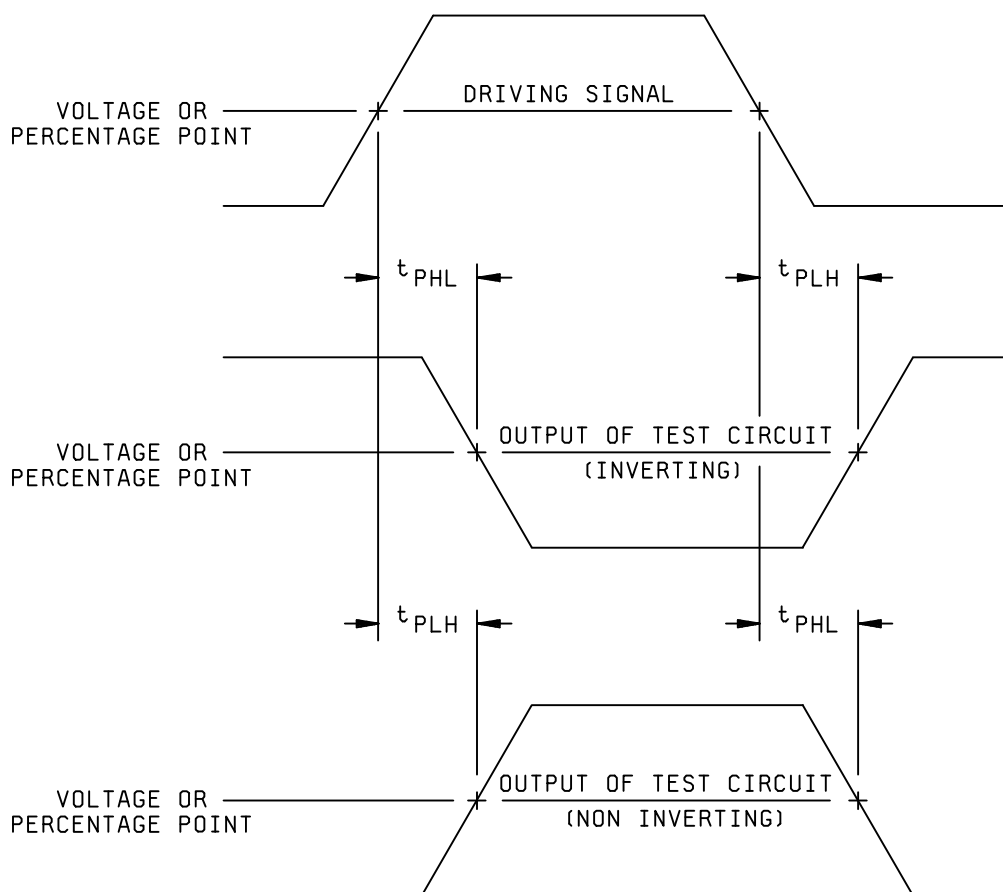 DRIVING SIGNAL
VOLTAGE OR
PERCENTAGE POINT
tPHL
tPLH
OUTPUT OF TEST CIRCUIT
(INVERTING)
VOLTAGE OR
PERCENTAGE POINT
tPLH
tPHL
OUTPUT OF TEST CIRCUIT
(NON INVERTING)
VOLTAGE OR
PERCENTAGE POINT